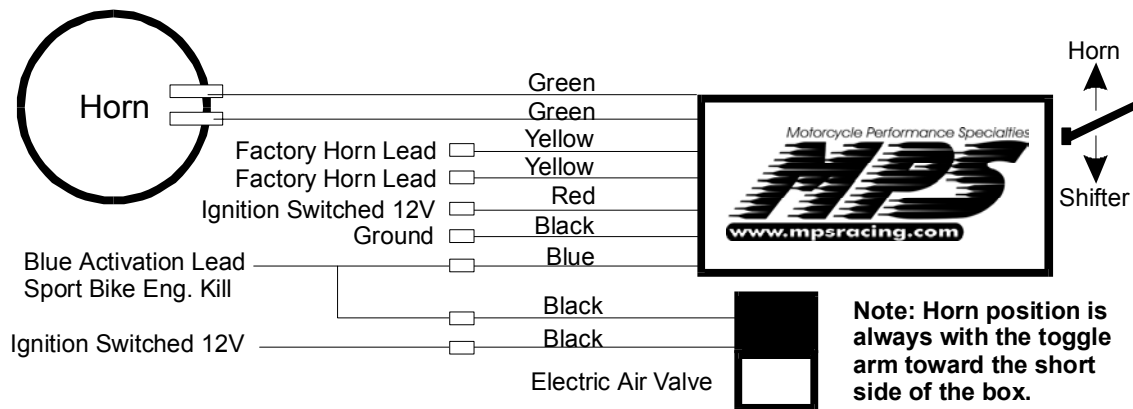 Horn
Green
Green
Yellow
Factory Horn Lead
Yellow
Factory Horn Lead
Red
Ignition Switched 12V
Black
Ground
Blue
Blue Activation Lead
Sport Bike Eng. Kill
Black
Ignition Switched 12V
Black
Electric Air Valve
Motorcycle Performance Specialties
MPS
www.mpsracing.com
Horn
Shifter
Note: Horn position is
always with the toggle
arm toward the short
side of the box.